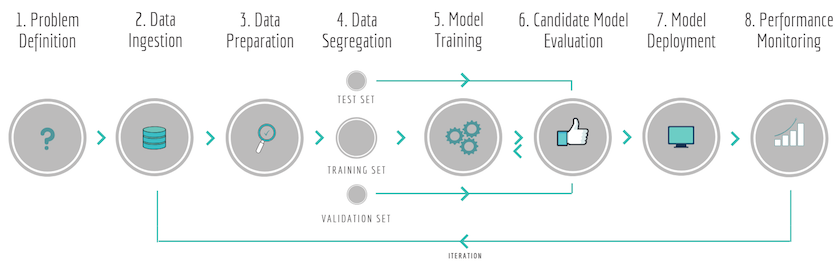 1. Problem
Definition
2. Data
Ingestion
3. Data
Preparation
4. Data
Segregation
5. Model
Training
6. Candidate Model
Evaluation
7. Model
Deployment
8. Performance
Monitoring
TEST SET
TRAINING SET
VALIDATION SET
ITERATION